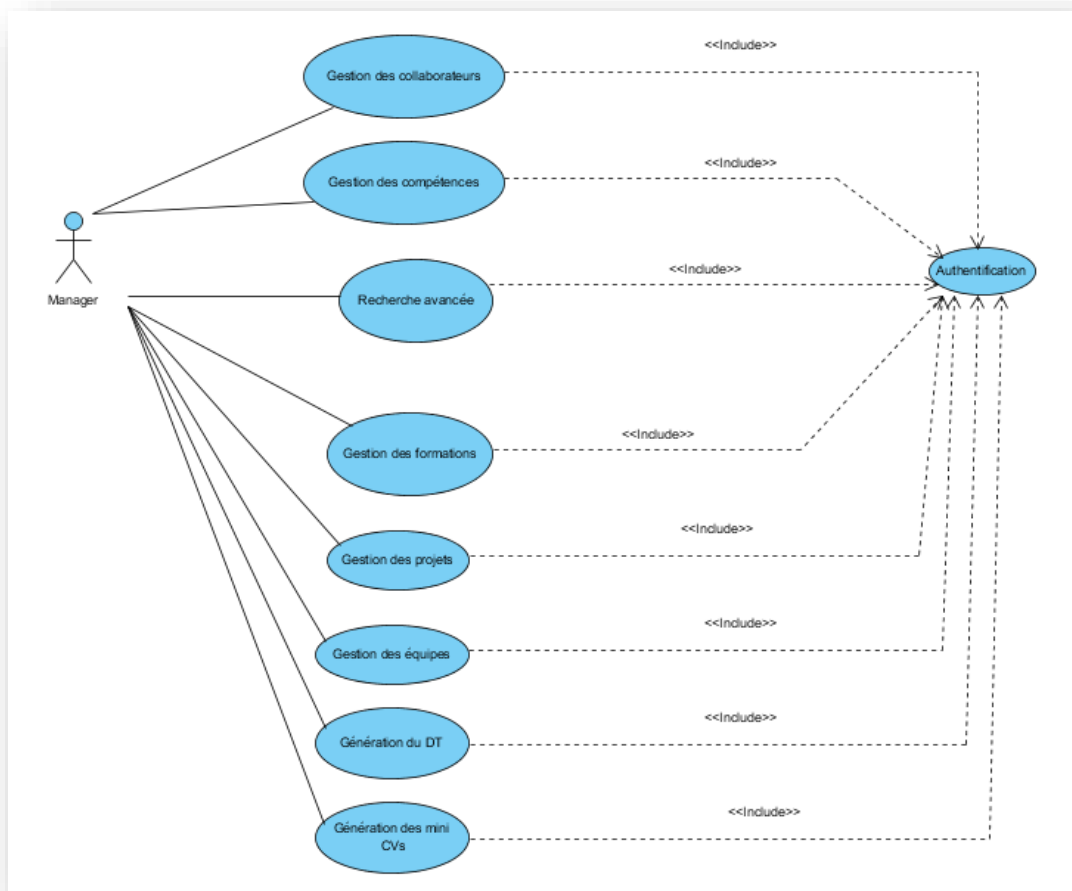 <<Include>>
Gestion des collaborateurs
<<Include>>
Gestion des compétences
<<Include>>
Authentification
Manager
Recherche avancée
<<Include>>
Gestion des formations
<<Include>>
Gestion des projets
<<Include>>
Gestion des équipes
<<Include>>
Génération du DT
<<Include>>
Génération des mini
CVs